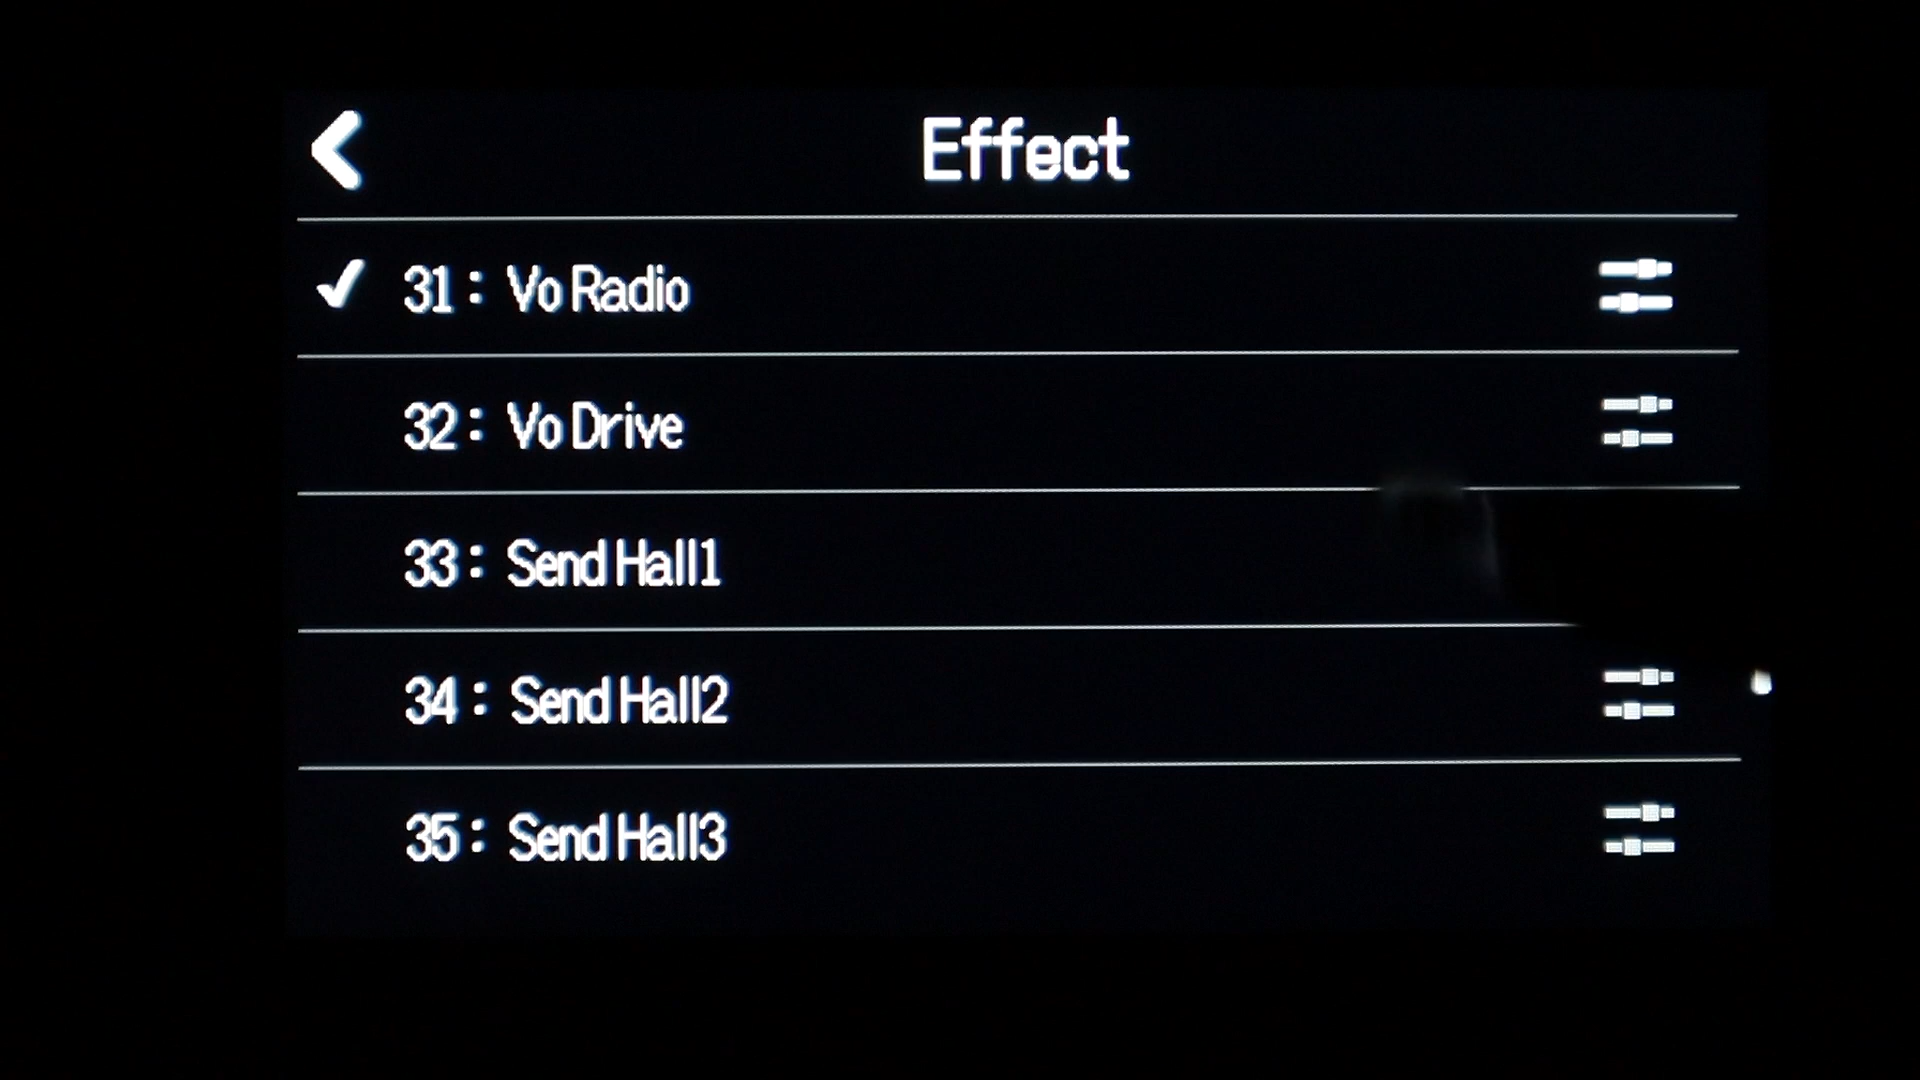 Effect
31 : Vo Radio
32 : Vo Drive
33 : Send Hall1
34 : Send Hall2
35 : Send Hall3